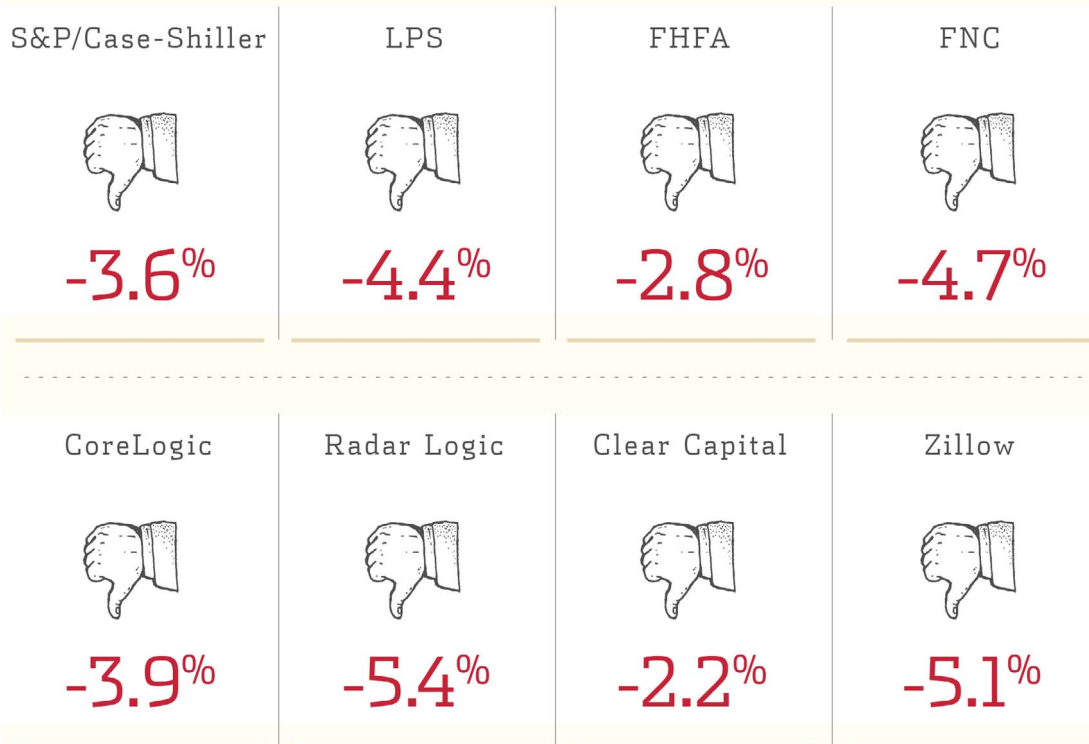 S&P/Case-Shiller LPS FHFA FNC
-3.6% -4.4% -2.8% -4.7%
CoreLogic Radar Logic Clear Capital Zillow
-3.9% -5.4% -2.2% -5.1%